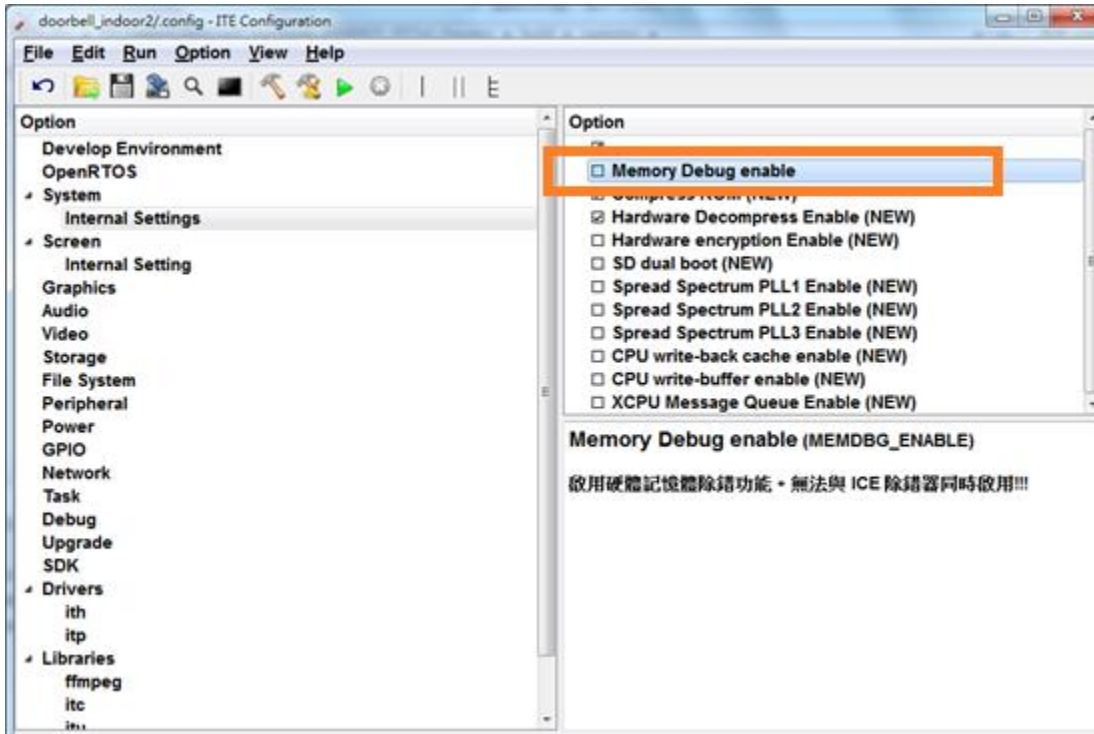 doorbell_indoor2/.config - ITE Configuration
File Edit Run Option View Help
Option
Develop Environment
OpenRTOS
System
Internal Settings
Screen
Internal Setting
Graphics
Audio
Video
Storage
File System
Peripheral
Power
GPIO
Network
Task
Debug
Upgrade
SDK
Drivers
ith
itp
Libraries
ffmpeg
itc
itu
Option
Memory Debug enable
Compress ROM (NEW)
Hardware Decompress Enable (NEW)
Hardware encryption Enable (NEW)
SD dual boot (NEW)
Spread Spectrum PLL1 Enable (NEW)
Spread Spectrum PLL2 Enable (NEW)
Spread Spectrum PLL3 Enable (NEW)
CPU write-back cache enable (NEW)
CPU write-buffer enable (NEW)
XCPU Message Queue Enable (NEW)
Memory Debug enable (MEMDBG_ENABLE)
啟用硬體記憶體除錯功能。無法與 ICE 除錯器同時啟用!!!